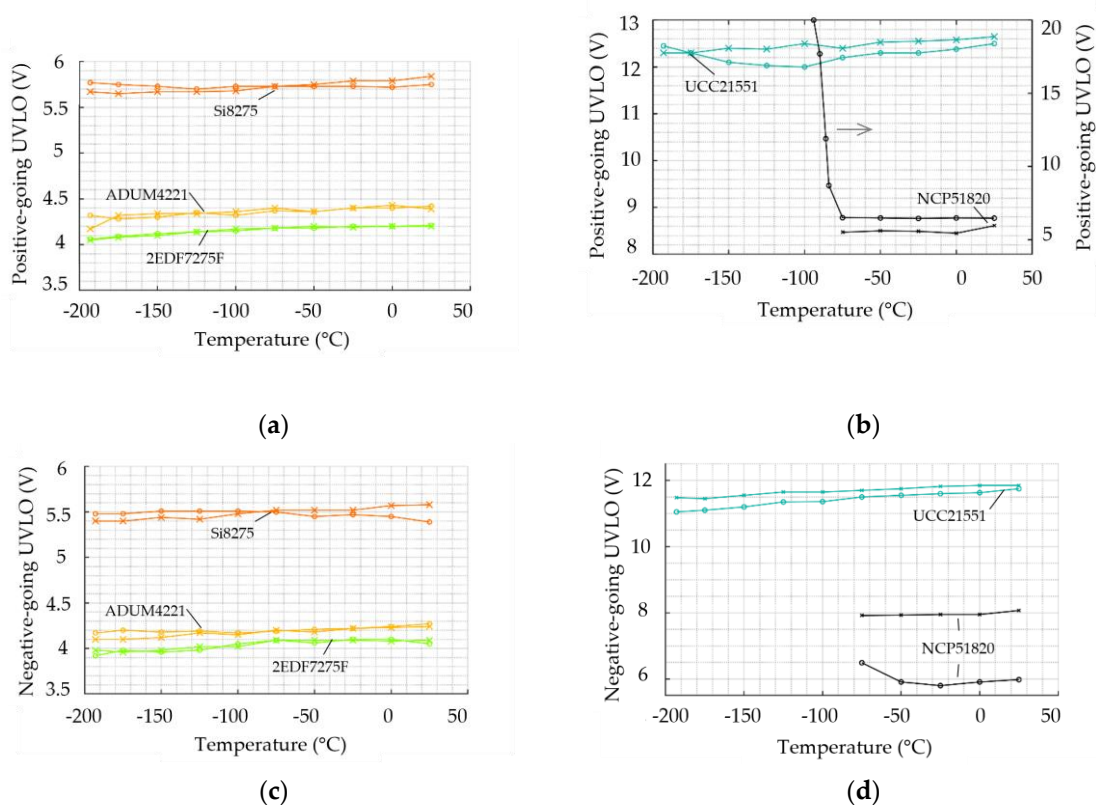 Positive-going UVLO (V)
6
5.5
5
4.5
4
3.5
Si8275
ADUM4221
2EDF7275F
-200 -150 -100 -50 0 50
Temperature (°C)
(a)
Positive-going UVLO (V)
13
12
11
10
9
8
UCC21551
NCP51820
20
15
10
5
Positive-going UVLO (V)
-200 -150 -100 -50 0 50
Temperature (°C)
(b)
Negative-going UVLO (V)
6
5.5
5
4.5
4
3.5
Si8275
ADUM4221
2EDF7275F
-200 -150 -100 -50 0 50
Temperature (°C)
(c)
Negative-going UVLO (V)
12
10
8
6
UCC21551
NCP51820
-200 -150 -100 -50 0 50
Temperature (°C)
(d)